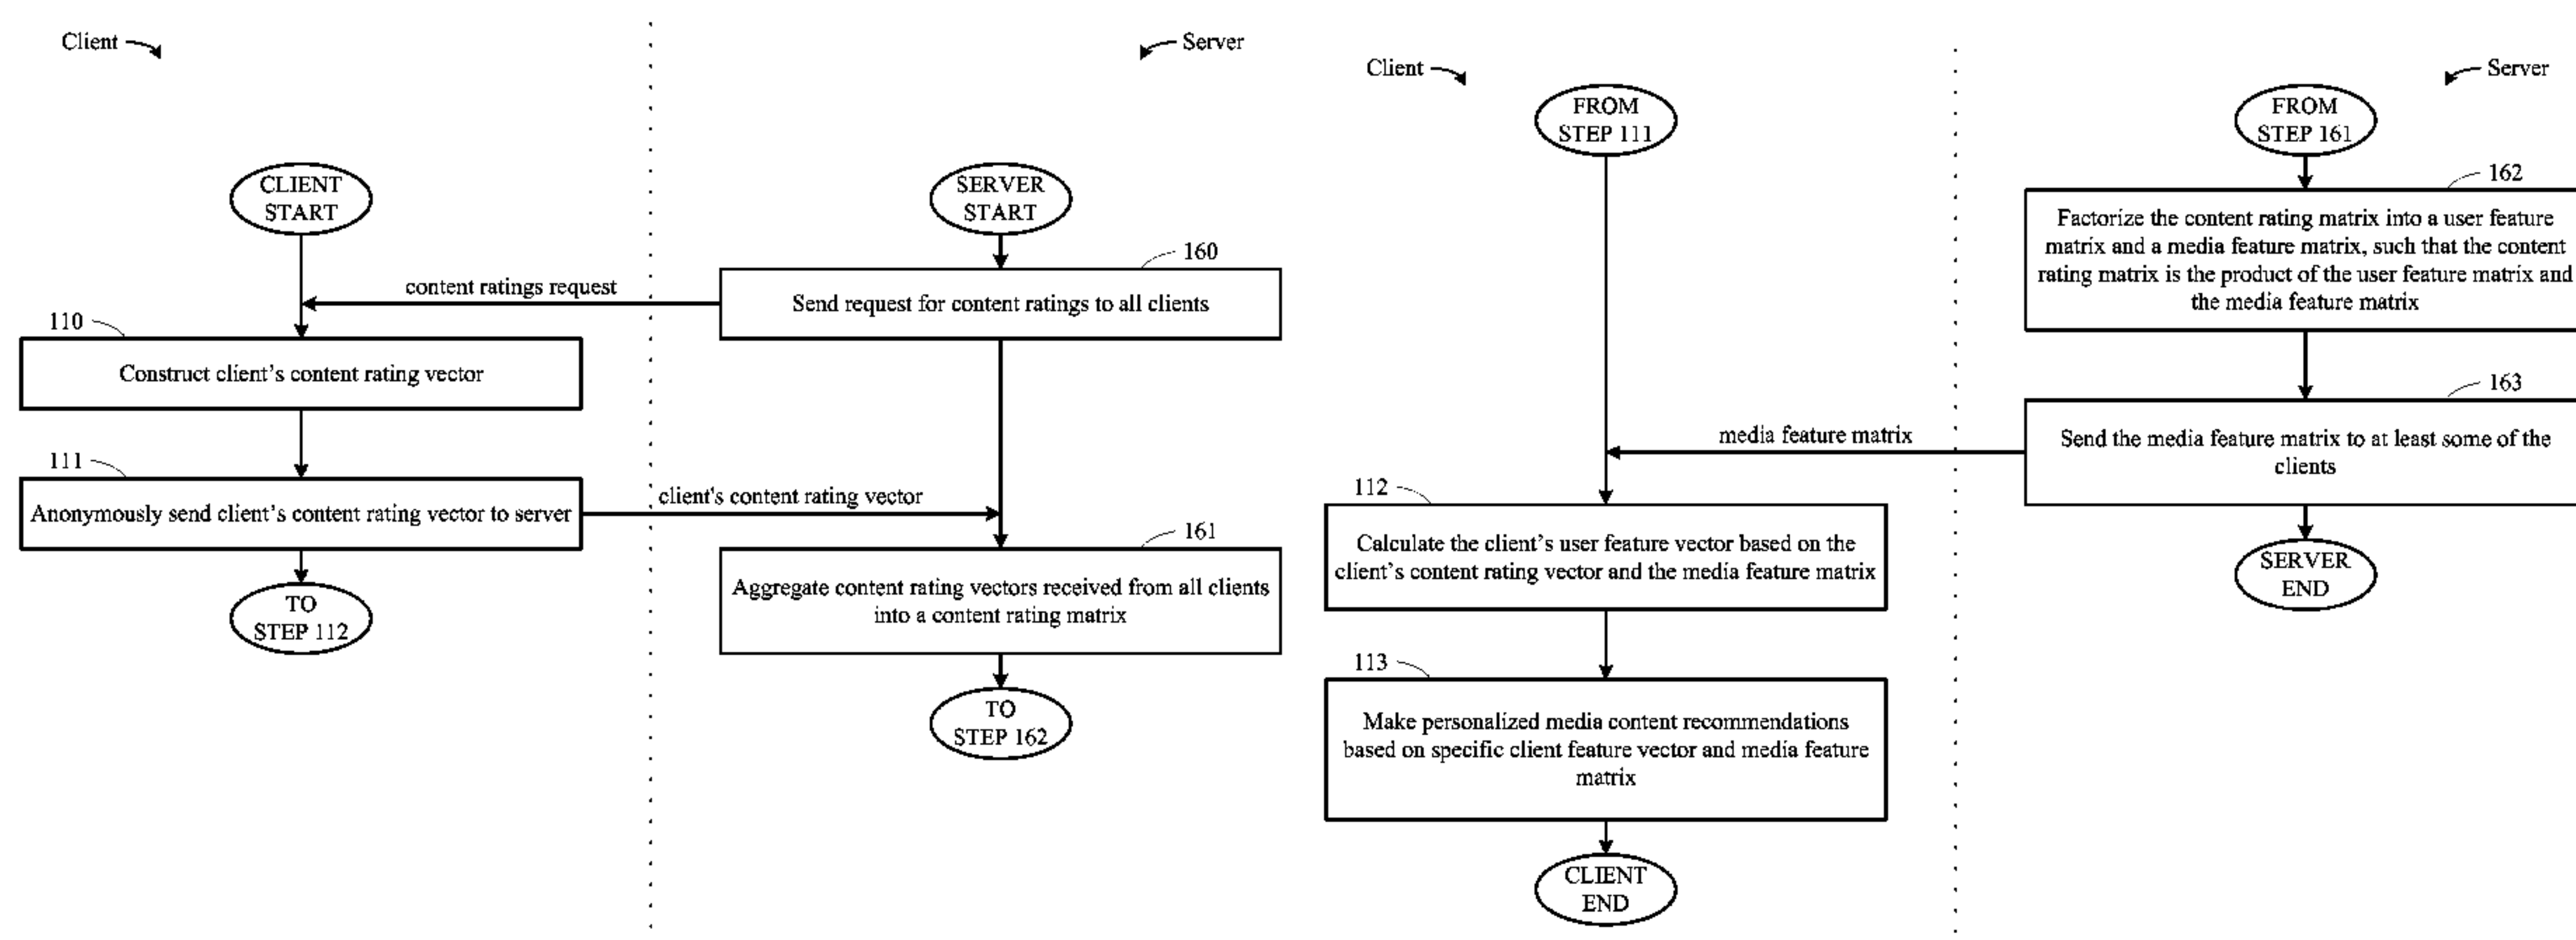 Client
Server
CLIENT
START
SERVER
START
160
content ratings request
Send request for content ratings to all clients
110
Construct client's content rating vector
111
Anonymously send client's content rating vector to server
client's content rating vector
161
Aggregate content rating vectors received from all clients
into a content rating matrix
TO
STEP 112
TO
STEP 162
Client
Server
FROM
STEP 111
FROM
STEP 161
162
Factorize the content rating matrix into a user feature
matrix and a media feature matrix, such that the content
rating matrix is the product of the user feature matrix and
the media feature matrix
163
media feature matrix
Send the media feature matrix to at least some of the
clients
112
Calculate the client's user feature vector based on the
client's content rating vector and the media feature matrix
SERVER
END
113
Make personalized media content recommendations
based on specific client feature vector and media feature
matrix
CLIENT
END